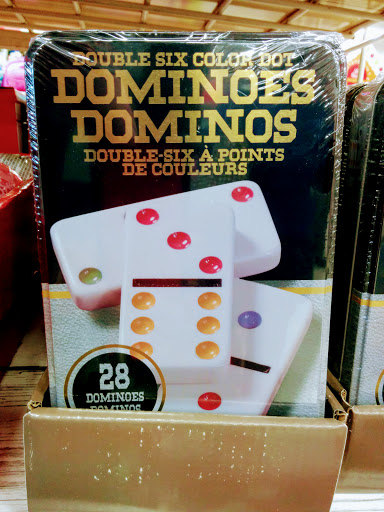 DOUBLE SIX COLOR DOT
DOMINOES
DOMINOS
DOUBLE-SIX À POINTS
DE COULEURS
28
DOMINOES
DOMINOS